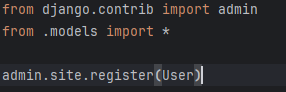 from django.contrib import admin
from .models import *
admin.site.register(User)